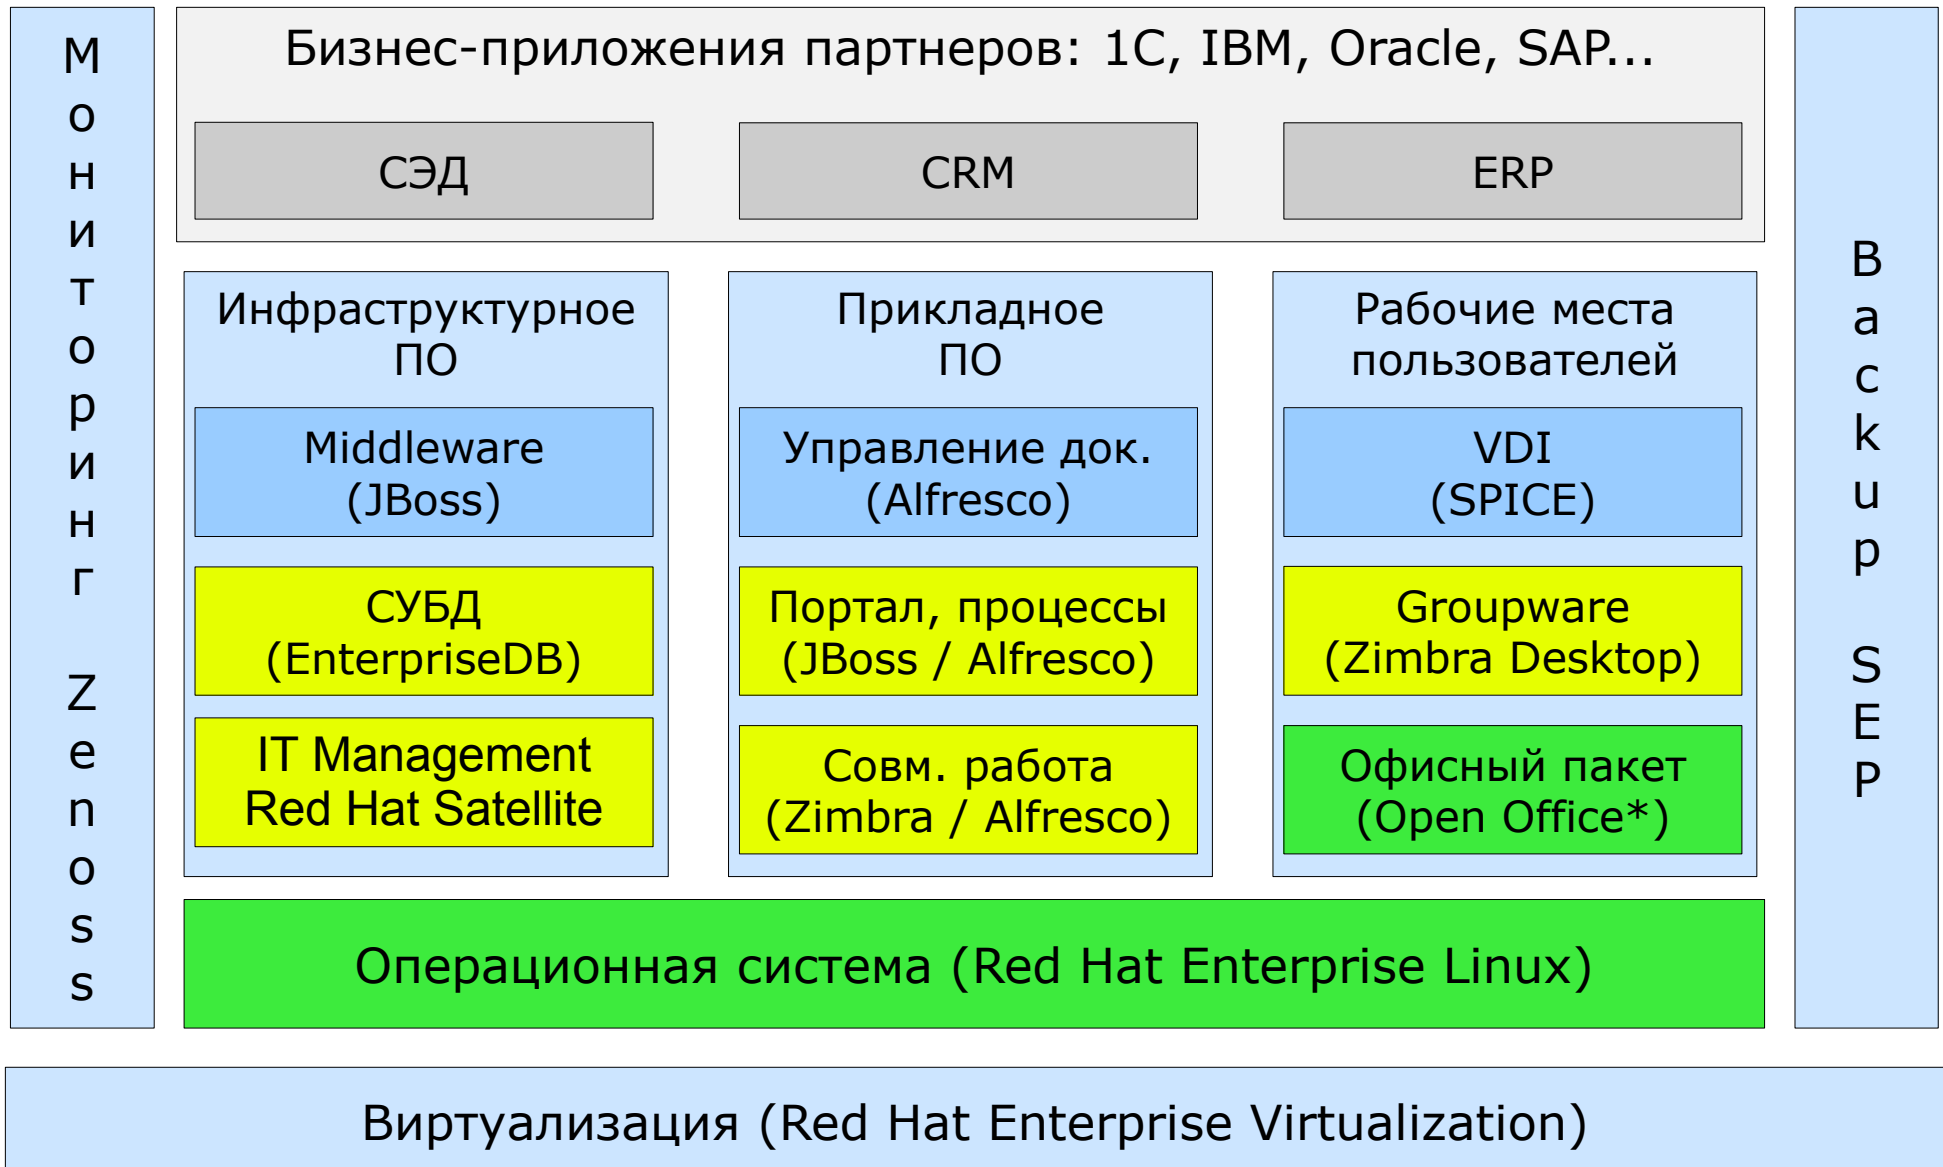 Мониторинг Zenoss
Бизнес-приложения партнеров: 1С, IBM, Oracle, SAP...
СЭД
CRM
ERP
Инфраструктурное
ПО
Middleware
(JBoss)
СУБД
(EnterpriseDB)
IT Management
Red Hat Satellite
Прикладное
ПО
Управление док.
(Alfresco)
Портал, процессы
(JBoss / Alfresco)
Совм. работа
(Zimbra / Alfresco)
Рабочие места
пользователей
VDI
(SPICE)
Groupware
(Zimbra Desktop)
Офисный пакет
(Open Office*)
Backup SEP
Операционная система (Red Hat Enterprise Linux)
Виртуализация (Red Hat Enterprise Virtualization)